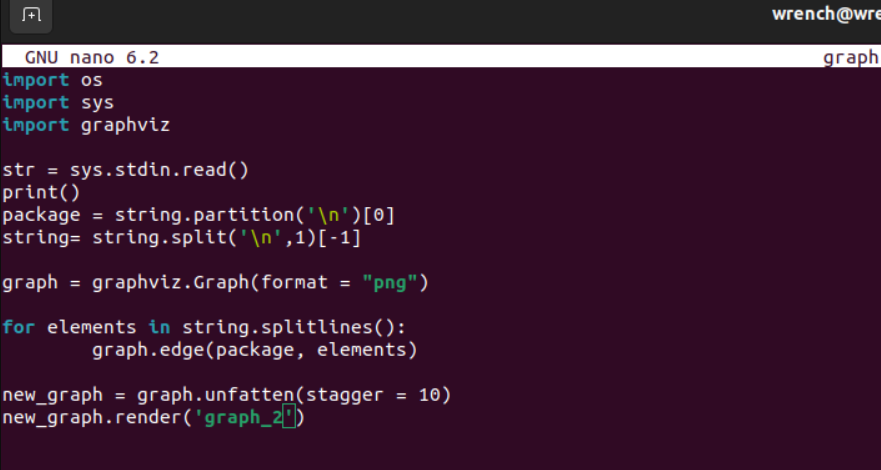 wrench@wre
GNU nano 6.2 graph
import os
import sys
import graphviz
str = sys.stdin.read()
print()
package = string.partition('\n')[0]
string= string.split('\n',1)[-1]
graph = graphviz.Graph(format = "png")
for elements in string.splitlines():
        graph.edge(package, elements)
new_graph = graph.unfatten(stagger = 10)
new_graph.render('graph_2')